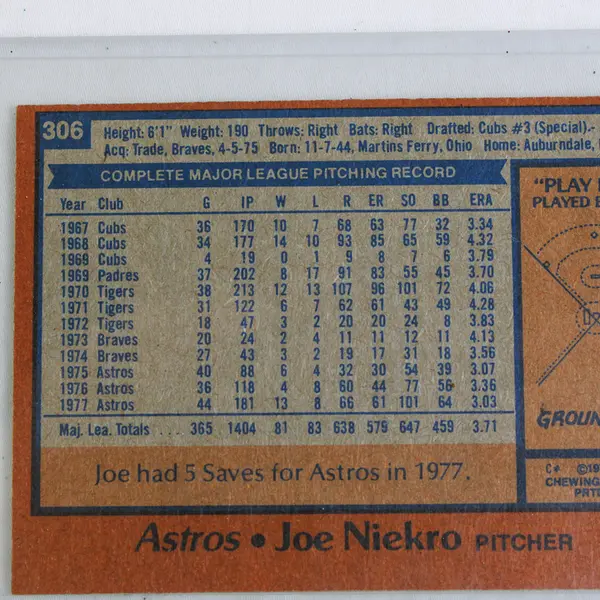 306 Height: 6'1" Weight: 190 Throws: Right Bats: Right Drafted: Cubs #3 (Special).-
Acq: Trade, Braves, 4-5-75 Born: 11-7-44, Martins Ferry, Ohio Home: Auburndale,
COMPLETE MAJOR LEAGUE PITCHING RECORD
Year Club G IP W L R ER SO BB ERA
1967 Cubs 36 170 10 7 68 63 77 32 3.34
1968 Cubs 34 177 14 10 93 85 65 59 4.32
1969 Cubs 4 19 0 1 9 8 7 6 3.79
1969 Padres 37 202 8 17 91 83 55 45 3.70
1970 Tigers 38 213 12 13 107 96 101 72 4.06
1971 Tigers 31 122 6 7 62 61 43 49 4.28
1972 Tigers 18 47 3 2 20 20 24 8 3.83
1973 Braves 20 24 2 4 11 11 12 11 4.13
1974 Braves 27 43 3 2 19 17 31 18 3.56
1975 Astros 40 88 6 4 32 30 54 39 3.07
1976 Astros 36 118 4 8 60 44 77 56 3.36
1977 Astros 44 181 13 8 66 61 101 64 3.03
Maj. Lea. Totals ... 365 1404 81 83 638 579 647 459 3.71
Joe had 5 Saves for Astros in 1977.
"PLAY
PLAYED
GROUN
C* ©19
CHEWING
PRTD
Astros • Joe Niekro PITCHER